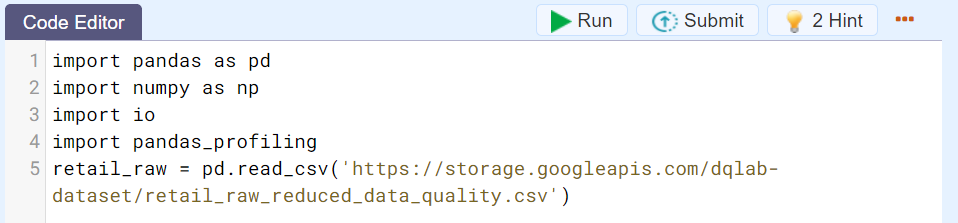 Code Editor
Run
Submit
2 Hint
1 import pandas as pd
2 import numpy as np
3 import io
4 import pandas_profiling
5 retail_raw = pd.read_csv('https://storage.googleapis.com/dqlab-
dataset/retail_raw_reduced_data_quality.csv')